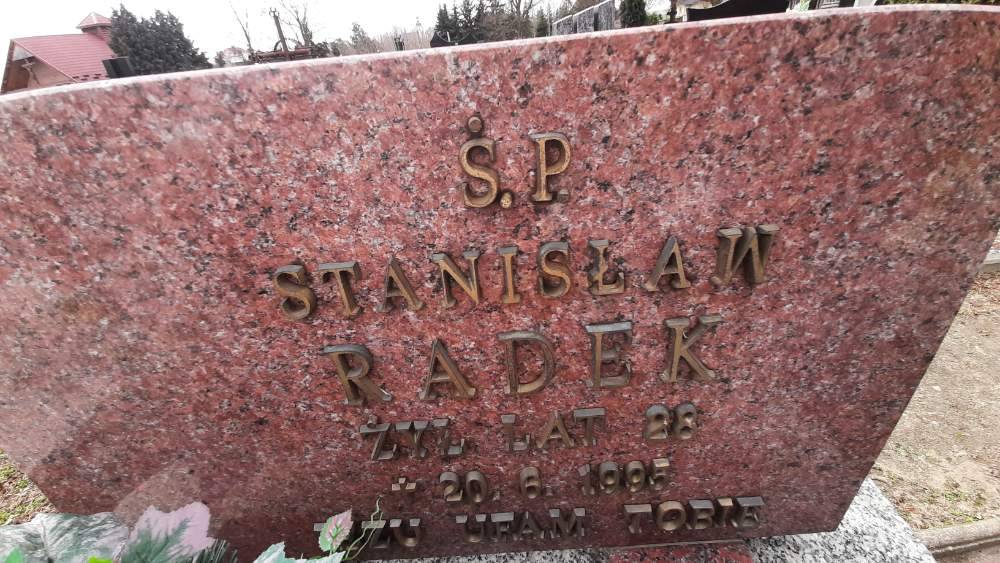 Ś.P.
STANISŁAW
RADEK
ŻYŁ LAT 28
+ 20. 6. 1995
UFAM TOBIE